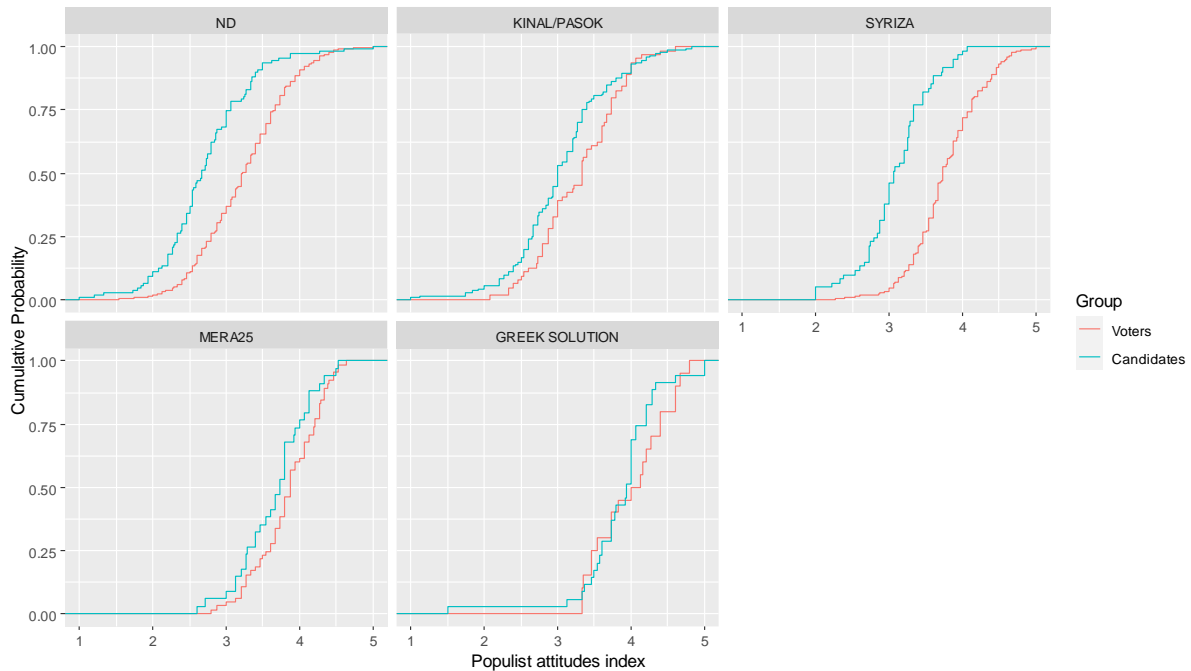 ND
KINAL/PASOK
SYRIZA
1.00
0.75
0.50
0.25
0.00
1 2 3 4 5
MERA25
GREEK SOLUTION
1.00
0.75
0.50
0.25
0.00
1 2 3 4 5
1 2 3 4 5
Cumulative Probability
Populist attitudes index
Group
Voters
Candidates